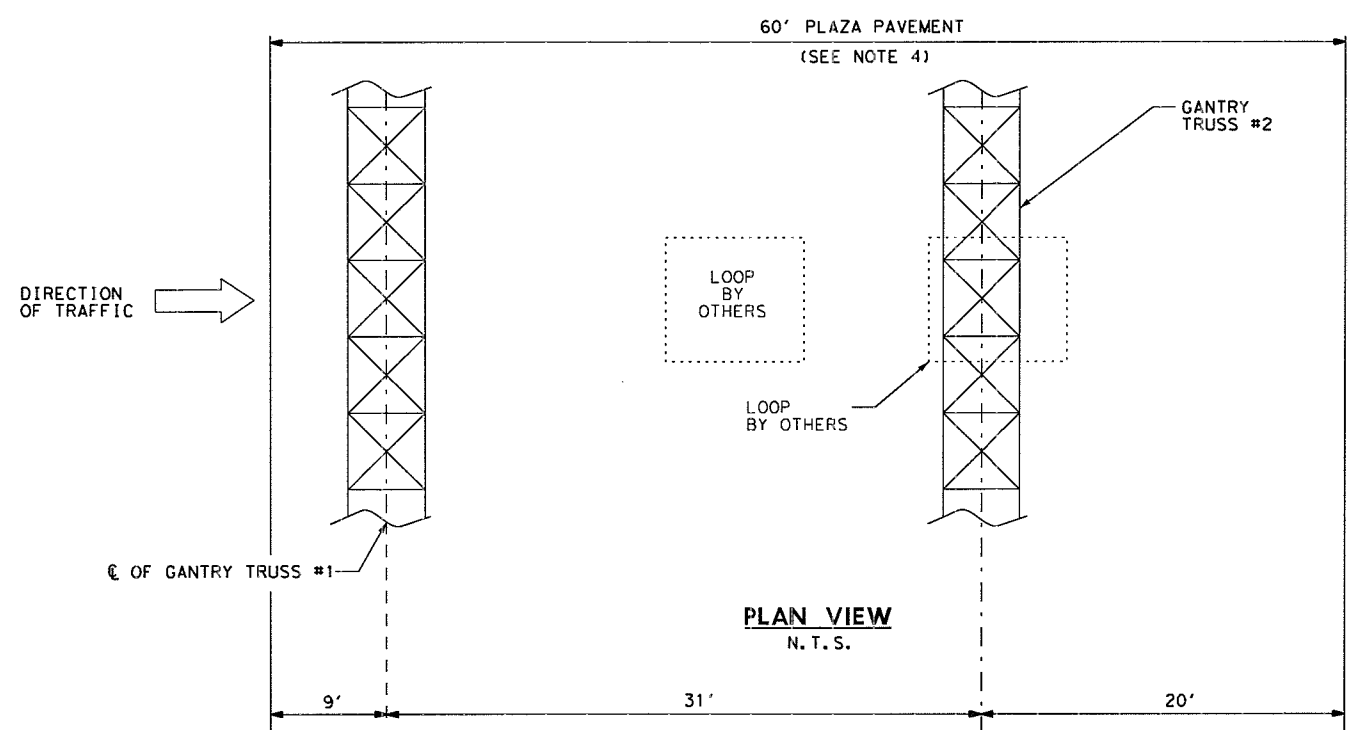 60' PLAZA PAVEMENT
(SEE NOTE 4)
GANTRY
TRUSS #2
DIRECTION
OF TRAFFIC
LOOP
BY
OTHERS
LOOP
BY OTHERS
℄ OF GANTRY TRUSS #1
PLAN VIEW
N.T.S.
9'
31'
20'